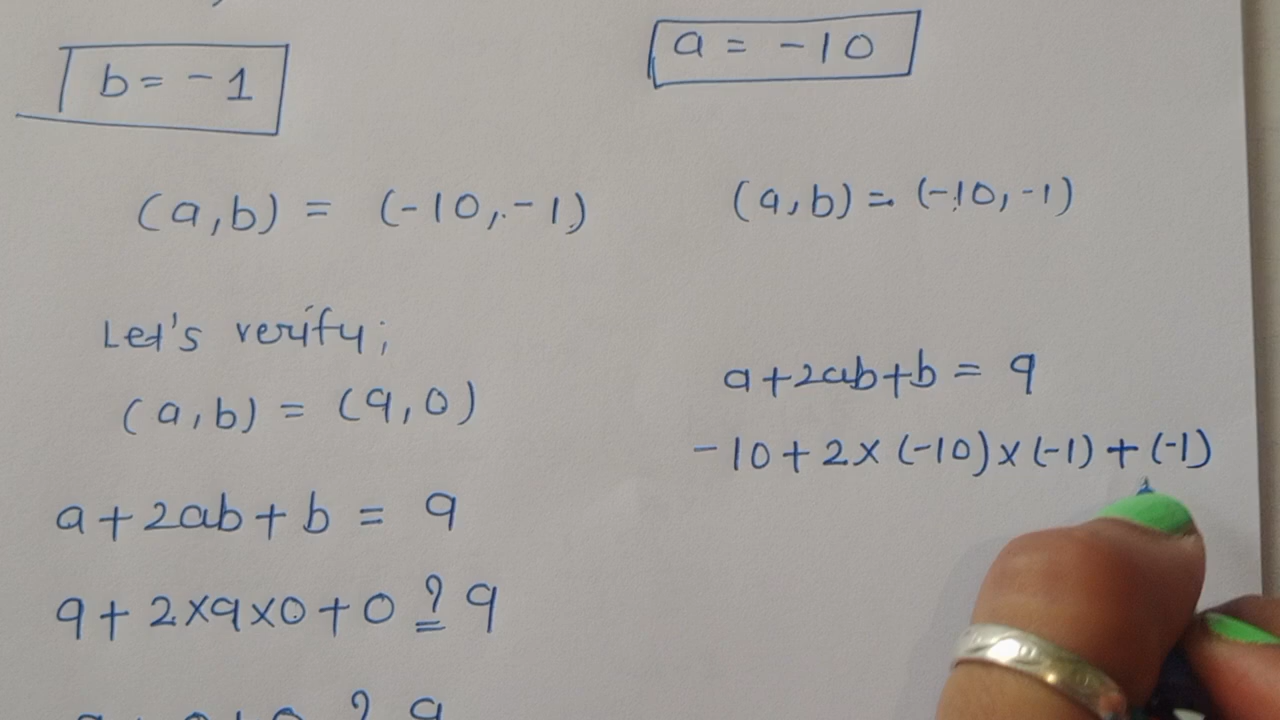 b = -1
a = -10
(a,b) = (-10,-1)
(a,b) = (-10,-1)
Let's verify;
(a,b) = (9,0)
a+2ab+b = 9
9+2×9×0+0 ? 9
a+2ab+b = 9
-10+2×(-10)×(-1)+(-1)